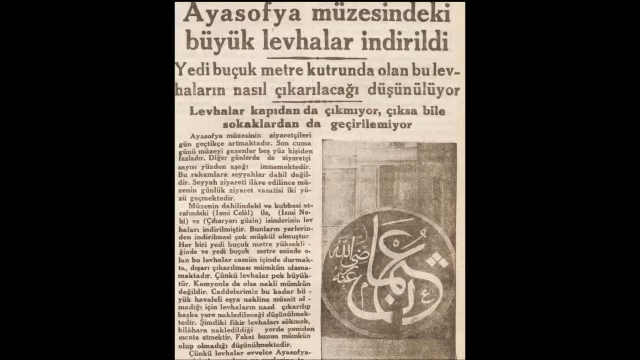 Ayasofya müzesindeki
büyük levhalar indirildi
Yedi buçuk metre kutrunda olan bu lev-
haların nasıl çıkarılacağı düşünülüyor
Levhalar kapıdan da çıkmıyor, çıksa bile
sokaklardan da geçirilemiyor
Ayasofya müzesinin ziyaretçileri
gün geçtikçe artmaktadır. Son cuma
günü müzeyi gezenler beş yüz kişiden
fazladır. Diğer günlerde de ziyaretçi
sayısı yüzden aşağı inmemektedir.
Bu rakamlara seyyahlar dahil değil-
dir. Seyyah ziyareti ilâve edilince mü-
zenin günlük ziyaret vasatisi iki yü-
zü geçmektedir.
Müzenin dahilindeki ve kubbesi et-
rafındaki (İsmi Celâl) ile, (İsmi Ne-
bi) ve (Çiharyarı güzin) isimlerinin lev
haları indirilmiştir. Bunların yerlerin-
den indirilmesi çok müşkül olmuştur.
Her biri yedi buçuk metre yüksekli -
ğinde ve yedi buçuk metre eninde o-
lan bu levhalar camiin içinde durmak-
ta, dışarı çıkarılması mümkün olama-
maktadır. Çünkü levhalar pek büyük-
tür. Kamyonla da olsa nakli mümkün
değildir. Caddelerimiz bu kadar bü -
yük havaleli eşya nakline müsait ol -
madığı için levhaların nasıl çıkarılıp
başka yere nakledileceği düşünülmek-
tedir. Şimdiki fikir levhaları sökmek,
bilâhara nakledildiği yerde yeniden
monte etmektir. Fakat bunun mümkün
olup olmadığı düşünülmektedir.
Çünkü levhalar evvelce Ayasofya-
عثمان
رضی الله عنه